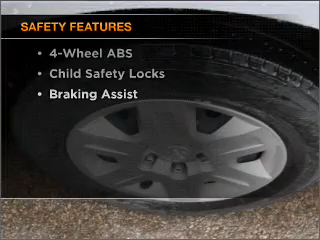 SAFETY FEATURES
• 4-Wheel ABS
• Child Safety Locks
• Braking Assist